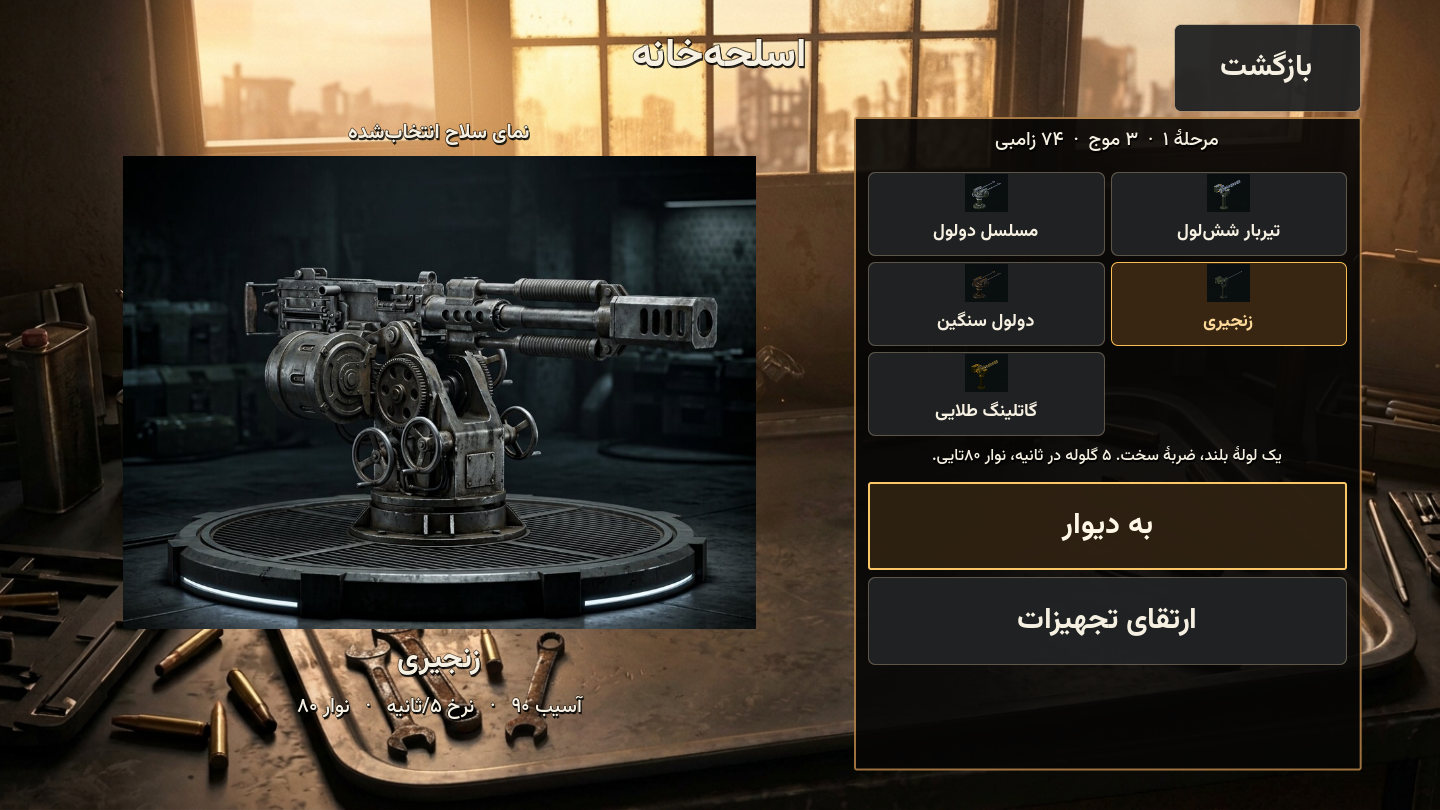 بازگشت
اسلحه‌خانه
مرحلهٔ ۱ · ۳ موج · ۷۴ زامبی
تیربار شش‌لول
مسلسل دولول
زنجیری
دولول سنگین
گاتلینگ طلایی
یک لولهٔ بلند، ضربهٔ سخت. ۵ گلوله در ثانیه، نوار ۸۰تایی.
به دیوار
ارتقای تجهیزات
نمای سلاح انتخاب‌شده
زنجیری
آسیب ۹۰ · نرخ ۵/ثانیه · نوار ۸۰